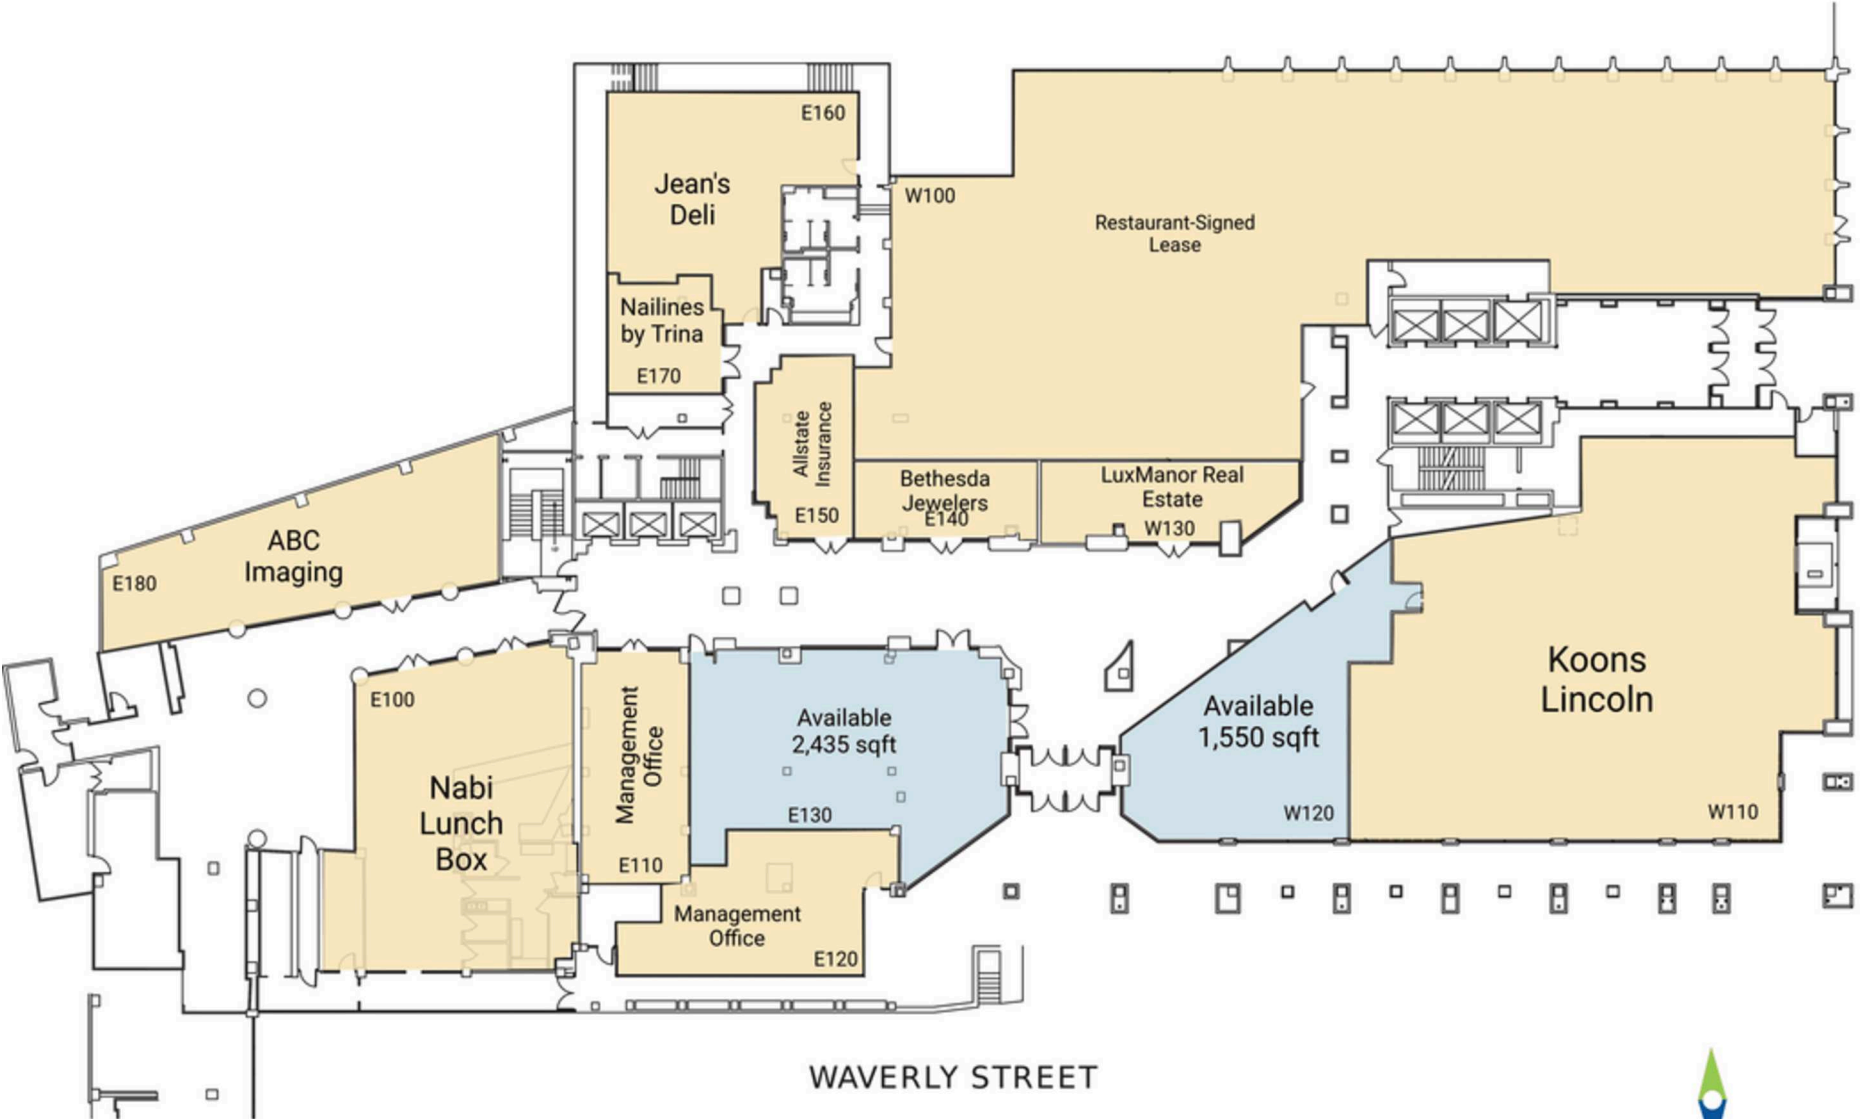 E160
Jean's
Deli
W100
Restaurant-Signed
Lease
Nailines
by Trina
E170
Allstate
Insurance
E150
Bethesda
Jewelers
E140
LuxManor Real
Estate
W130
ABC
Imaging
E180
E100
Nabi
Lunch
Box
Management
Office
E110
Available
2,435 sqft
E130
Management
Office
E120
Available
1,550 sqft
W120
Koons
Lincoln
W110
WAVERLY STREET